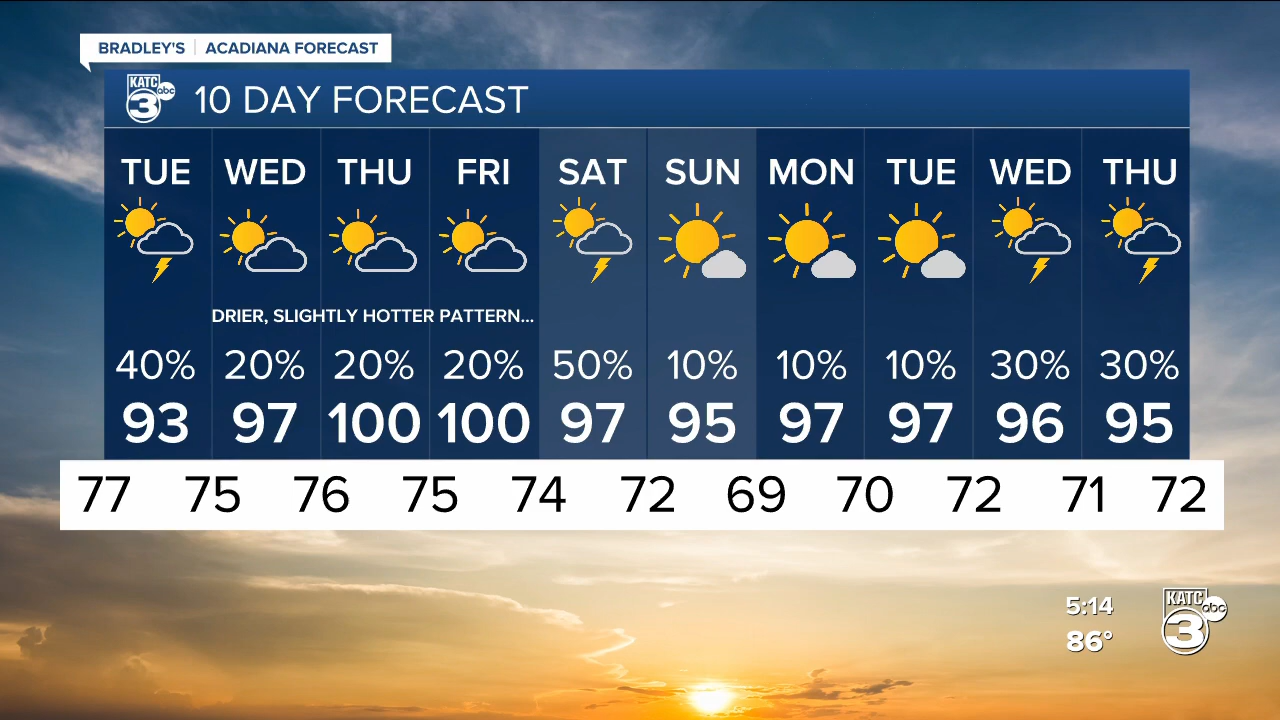 BRADLEY'S | ACADIANA FORECAST
KATC 3 abc 10 DAY FORECAST
TUE WED THU FRI SAT SUN MON TUE WED THU
DRIER, SLIGHTLY HOTTER PATTERN...
40% 20% 20% 20% 50% 10% 10% 10% 30% 30%
93 97 100 100 97 95 97 97 96 95
77 75 76 75 74 72 69 70 72 71 72
5:14
86°
KATC
abc
3